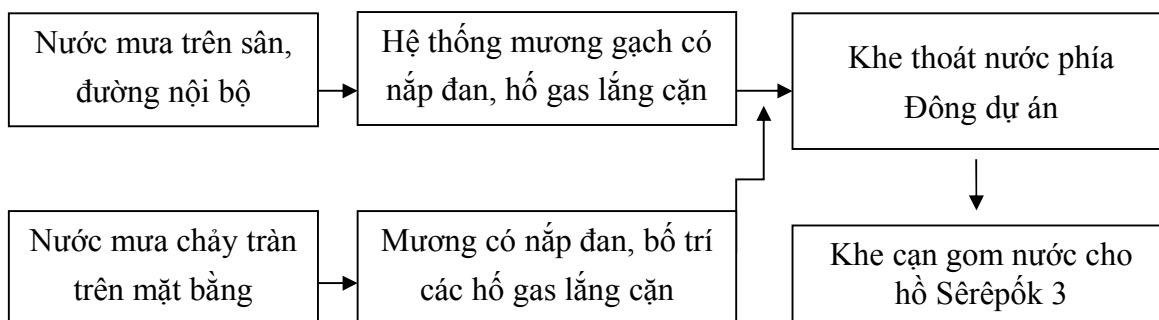 Nước mưa trên sân,
đường nội bộ
Hệ thống mương gạch có
nắp đan, hố gas lắng cặn
Khe thoát nước phía
Đông dự án
Nước mưa chảy tràn
trên mặt bằng
Mương có nắp đan, bố trí
các hố gas lắng cặn
Khe cạn gom nước cho
hồ Sêrêpốk 3